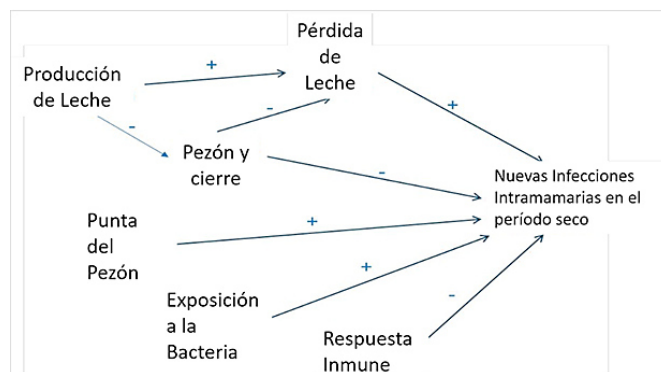 Pérdida
de
Leche
Producción
de Leche
+
+
-
-
Pezón y
cierre
-
Nuevas Infecciones
Intramamarias en el
período seco
Punta
del
Pezón
+
+
Exposición
a la
Bacteria
-
Respuesta
Inmune